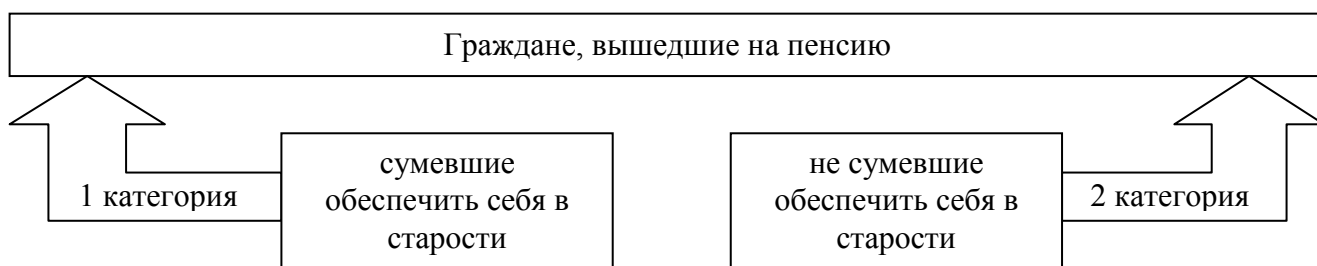 Граждане, вышедшие на пенсию
1 категория
сумевшие
обеспечить себя в
старости
не сумевшие
обеспечить себя в
старости
2 категория